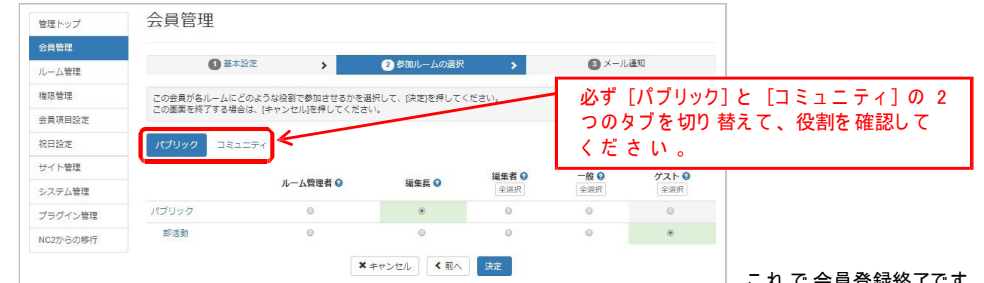 管理トップ
会員管理
ルーム管理
権限管理
会員項目設定
祝日設定
サイト管理
システム管理
プラグイン管理
NC2からの移行
会員管理
1 基本設定
2 参加ルームの選択
3 メール通知
この会員が各ルームにどのような役割で参加させるかを選択して、[決定]を押してください。
この画面を終了する場合は、[キャンセル]を押してください。
必ず[パブリック]と[コミュニティ]の 2
つのタブを切り替えて、役割を確認して
ください。
パブリック コミュニティ
ルーム管理者 編集長 編集者 一般 ゲスト
全選択 全選択 全選択
パブリック
部活動
キャンセル 前へ 決定
これで会員登録終了です